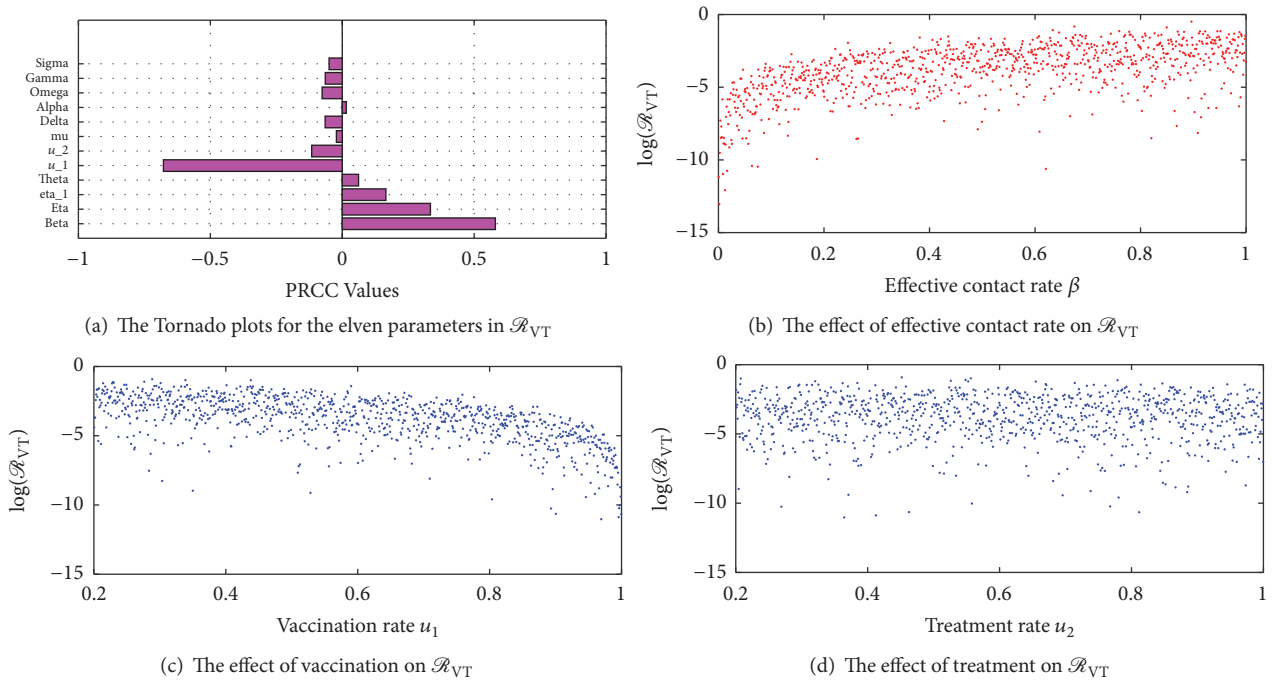 Sigma
Gamma
Omega
Alpha
Delta
mu
u_2
u_1
Theta
eta_1
Eta
Beta
−1 −0.5 0 0.5 1
PRCC Values
(a) The Tornado plots for the elven parameters in ℛVT
0
−5
−10
−15
log(ℛVT)
0 0.2 0.4 0.6 0.8 1
Effective contact rate β
(b) The effect of effective contact rate on ℛVT
0
−5
−10
−15
log(ℛVT)
0.2 0.4 0.6 0.8 1
Vaccination rate u1
(c) The effect of vaccination on ℛVT
0
−5
−10
−15
log(ℛVT)
0.2 0.4 0.6 0.8 1
Treatment rate u2
(d) The effect of treatment on ℛVT